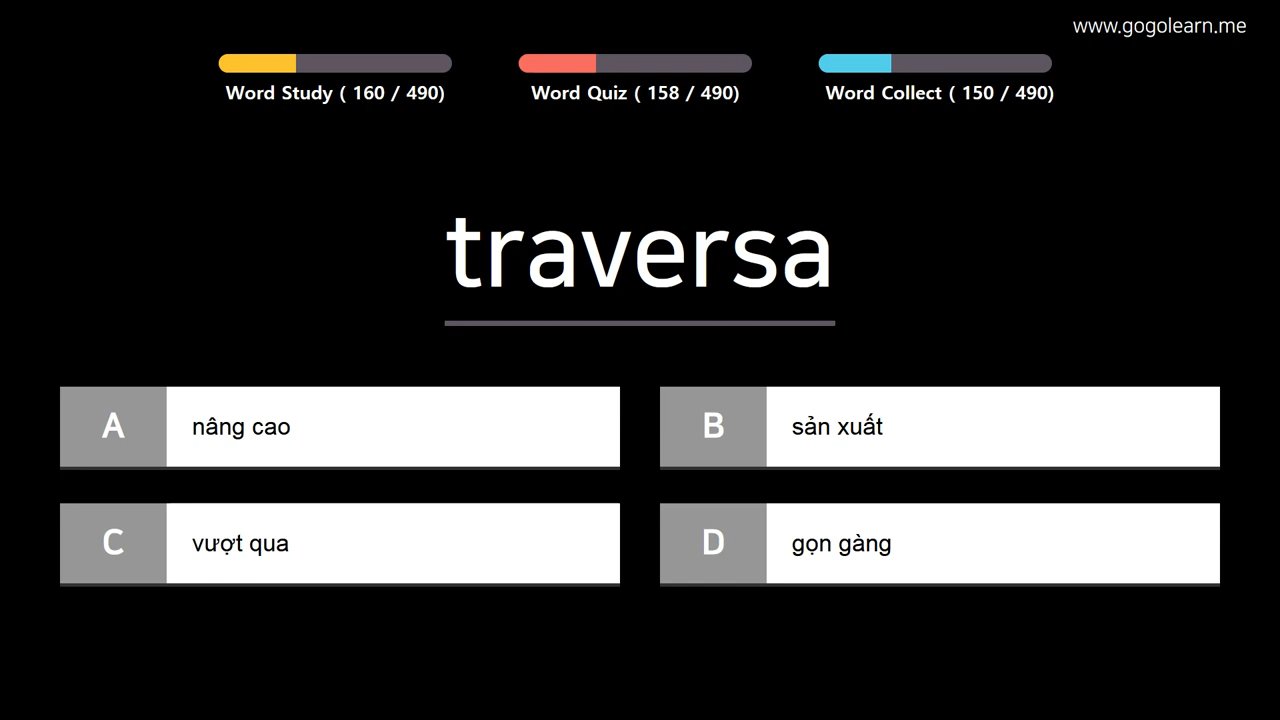 www.gogolearn.me
Word Study ( 160 / 490)
Word Quiz ( 158 / 490)
Word Collect ( 150 / 490)
traversa
A nâng cao
B sản xuất
C vượt qua
D gọn gàng